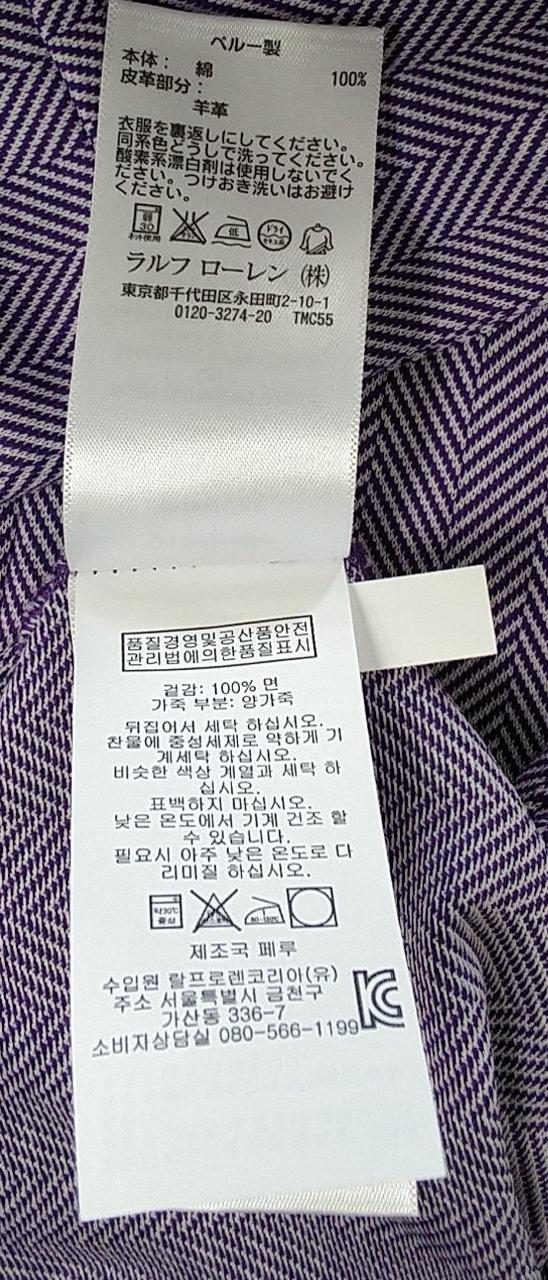 ペルー製
本体： 綿 100%
皮革部分：
羊革
衣服を裏返しにしてください。
同系色どうしで洗ってください。
酸素系漂白剤は使用しないでく
ださい。つけおき洗いはお避け
ください。
弱 30 ネット使用 低 ドライ セキユ系
ラルフ ローレン （株）
東京都千代田区永田町2-10-1
0120-3274-20 TMC55
품질경영및공산품안전
관리법에의한품질표시
겉감: 100% 면
가죽 부분: 양가죽
뒤집어서 세탁 하십시오.
찬물에 중성세제로 약하게 기
계세탁 하십시오.
비슷한 색상 계열과 세탁 하
십시오.
표백하지 마십시오.
낮은 온도에서 기계 건조 할
수 있습니다.
필요시 아주 낮은 온도로 다
리미질 하십시오.
약30℃ 중성 80-120℃
제조국 페루
수입원 랄프로렌코리아(유)
주소 서울특별시 금천구
가산동 336-7
소비자상담실 080-566-1199